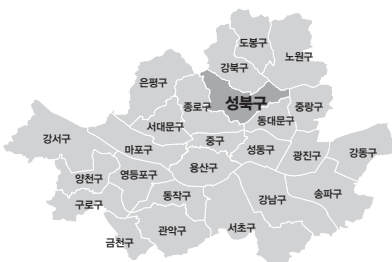 도봉구
노원구
강북구
은평구
성북구
종로구
중랑구
동대문구
서대문구
강서구
중구
성동구
마포구
광진구
강동구
용산구
양천구
영등포구
동작구
송파구
강남구
구로구
관악구
서초구
금천구